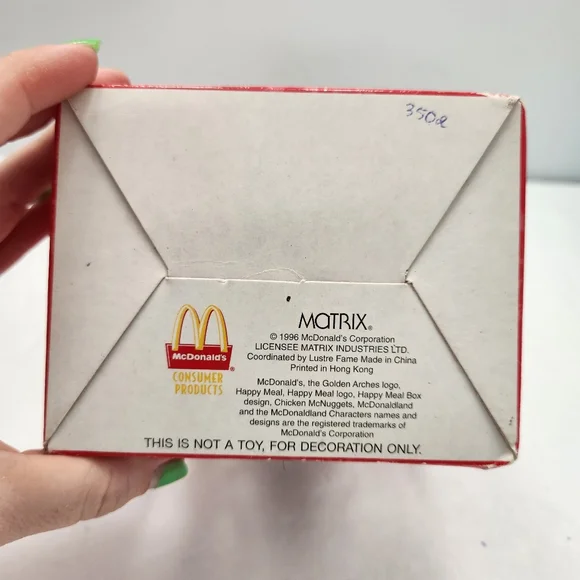 350a
MATRIX®
© 1996 McDonald's Corporation
LICENSEE MATRIX INDUSTRIES LTD.
Coordinated by Lustre Fame Made in China
Printed in Hong Kong
McDonald's®
CONSUMER
PRODUCTS
McDonald's, the Golden Arches logo,
Happy Meal, Happy Meal logo, Happy Meal Box
design, Chicken McNuggets, McDonaldland
and the McDonaldland Characters names and
designs are the registered trademarks of
McDonald's Corporation
THIS IS NOT A TOY, FOR DECORATION ONLY.